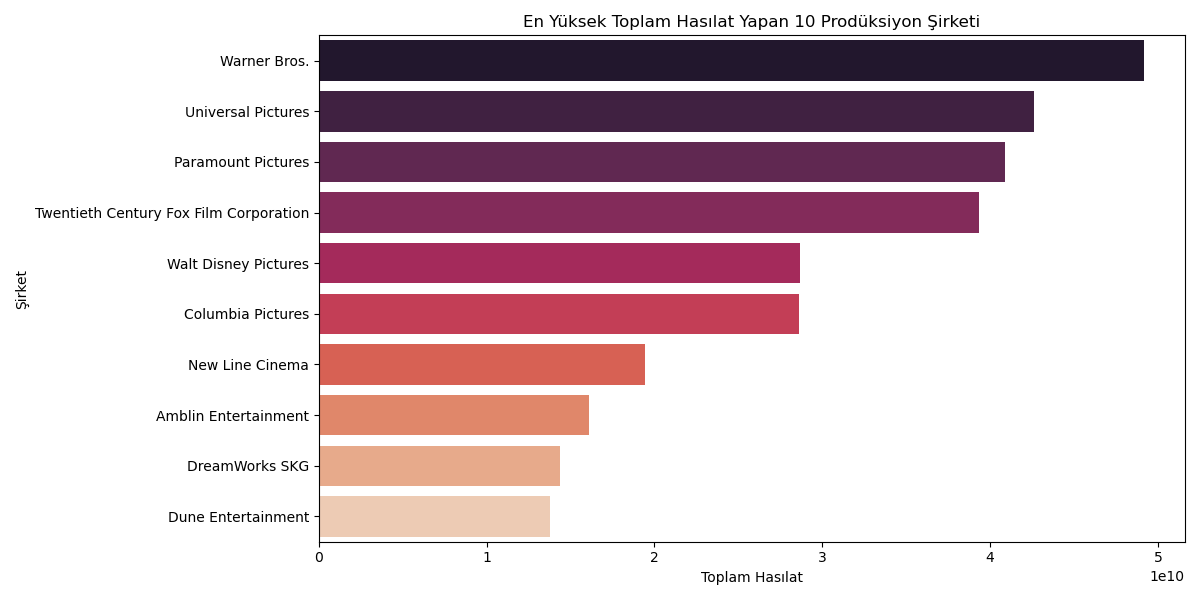 En Yüksek Toplam Hasılat Yapan 10 Prodüksiyon Şirketi
Şirket
Warner Bros.
Universal Pictures
Paramount Pictures
Twentieth Century Fox Film Corporation
Walt Disney Pictures
Columbia Pictures
New Line Cinema
Amblin Entertainment
DreamWorks SKG
Dune Entertainment
0 1 2 3 4 5
1e10
Toplam Hasılat